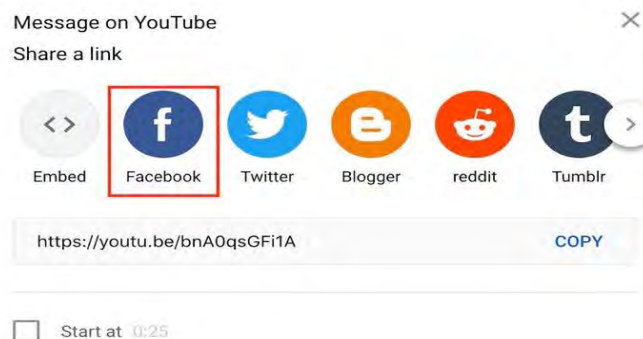 Message on YouTube
Share a link
Embed Facebook Twitter Blogger reddit Tumblr
https://youtu.be/bnA0qsGFi1A COPY
Start at 0:25